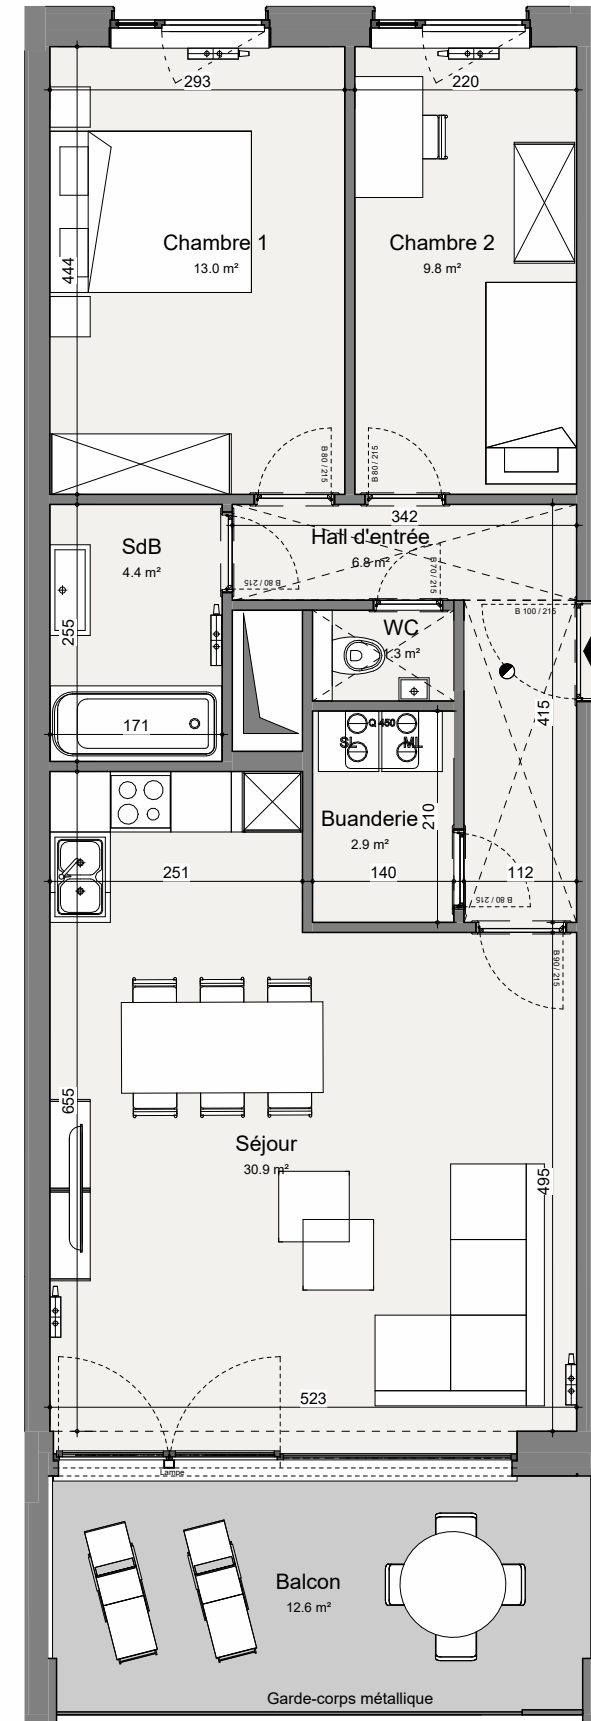 293
220
Chambre 1
13.0 m²
Chambre 2
9.8 m²
444
B 80 / 215
B 80 / 215
342
Hall d'entrée
6.8 m²
SdB
4.4 m²
B 80 / 215
B 70 / 215
WC
1.3 m²
B 100 / 215
255
415
171
Q 450
SL
ML
Buanderie
2.9 m²
210
251
140
112
B 80 / 215
B 90 / 215
655
Séjour
30.9 m²
495
523
Lampe
Balcon
12.6 m²
Garde-corps métallique